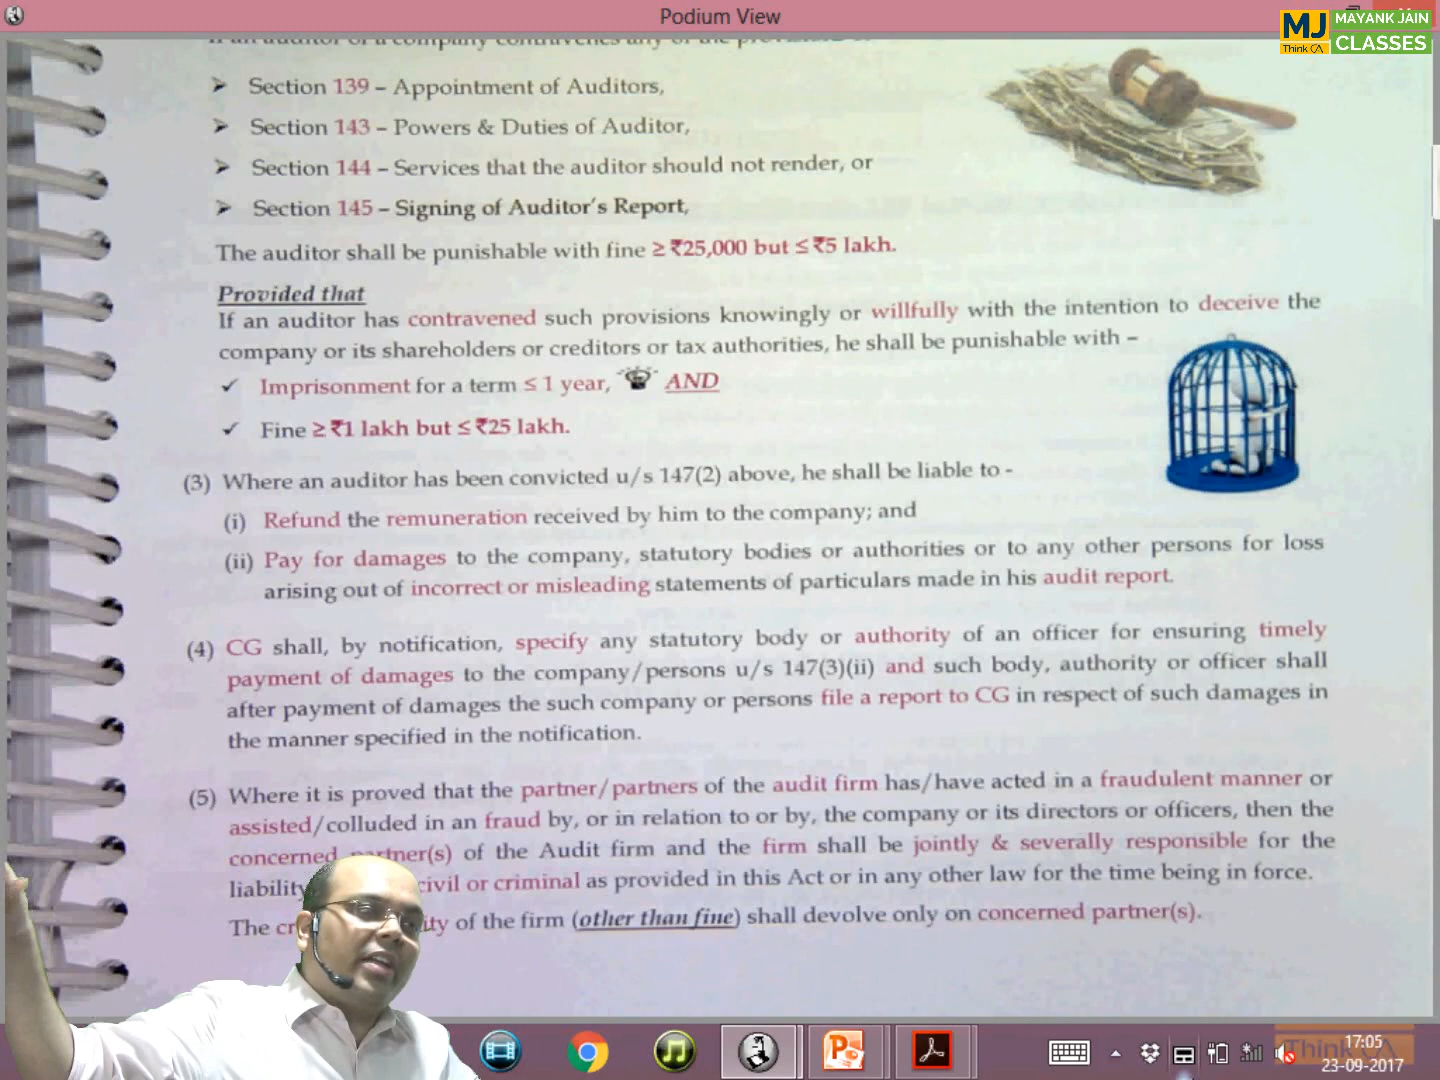 Podium View
MJ
Think CA
MAYANK JAIN
CLASSES
If an auditor of a company contravenes any of the
➤ Section 139 – Appointment of Auditors,
➤ Section 143 – Powers & Duties of Auditor,
➤ Section 144 – Services that the auditor should not render, or
➤ Section 145 – Signing of Auditor's Report,
The auditor shall be punishable with fine ≥ ₹25,000 but ≤ ₹5 lakh.
Provided that
If an auditor has contravened such provisions knowingly or willfully with the intention to deceive the
company or its shareholders or creditors or tax authorities, he shall be punishable with –
✓ Imprisonment for a term ≤ 1 year, AND
✓ Fine ≥ ₹1 lakh but ≤ ₹25 lakh.
(3) Where an auditor has been convicted u/s 147(2) above, he shall be liable to -
(i) Refund the remuneration received by him to the company; and
(ii) Pay for damages to the company, statutory bodies or authorities or to any other persons for loss
arising out of incorrect or misleading statements of particulars made in his audit report.
(4) CG shall, by notification, specify any statutory body or authority of an officer for ensuring timely
payment of damages to the company/persons u/s 147(3)(ii) and such body, authority or officer shall
after payment of damages the such company or persons file a report to CG in respect of such damages in
the manner specified in the notification.
(5) Where it is proved that the partner/partners of the audit firm has/have acted in a fraudulent manner or
assisted/colluded in an fraud by, or in relation to or by, the company or its directors or officers, then the
concerned of the Audit firm and the firm shall be jointly & severally responsible for the
civil or criminal as provided in this Act or in any other law for the time being in force.
The of the firm (other than fine) shall devolve only on concerned partner(s).
Think CA
17:05
23-09-2017